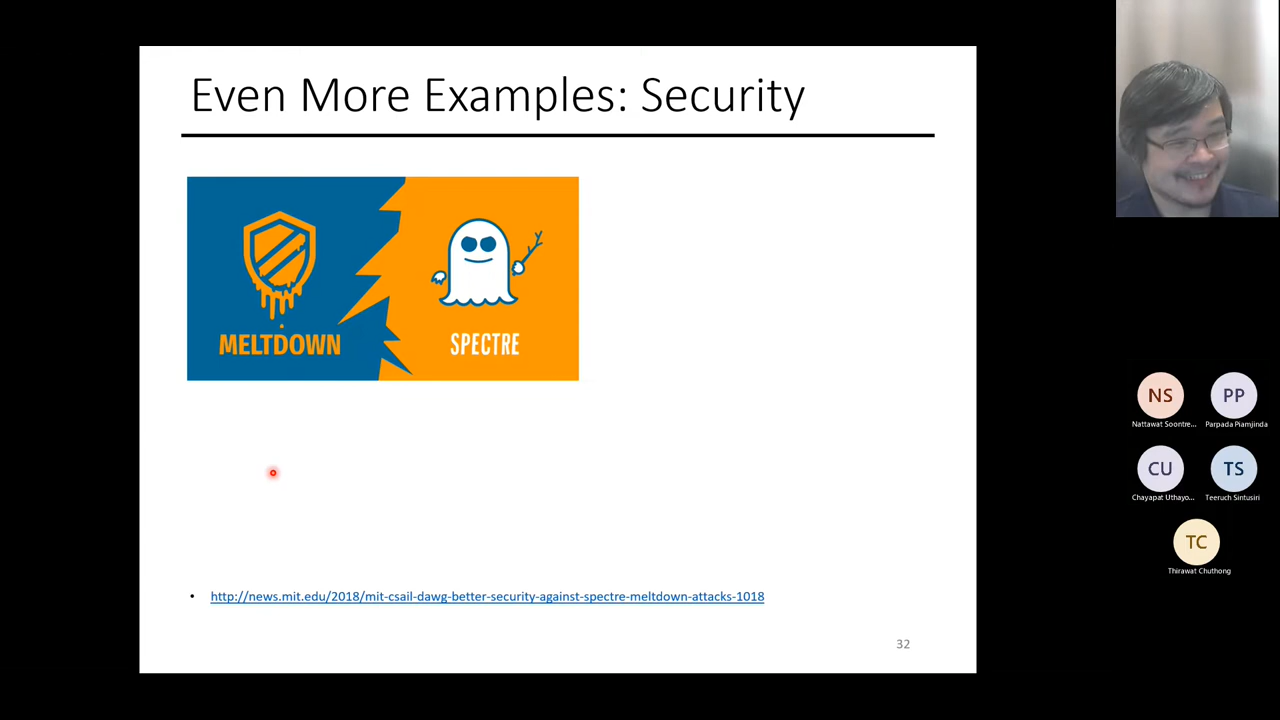 Even More Examples: Security
MELTDOWN
SPECTRE
• http://news.mit.edu/2018/mit-csail-dawg-better-security-against-spectre-meltdown-attacks-1018
32
NS
PP
Nattawat Soontre...
Parpada Piamjinda
CU
TS
Chayapat Uthayo...
Teeruch Sintusiri
TC
Thirawat Chuthong